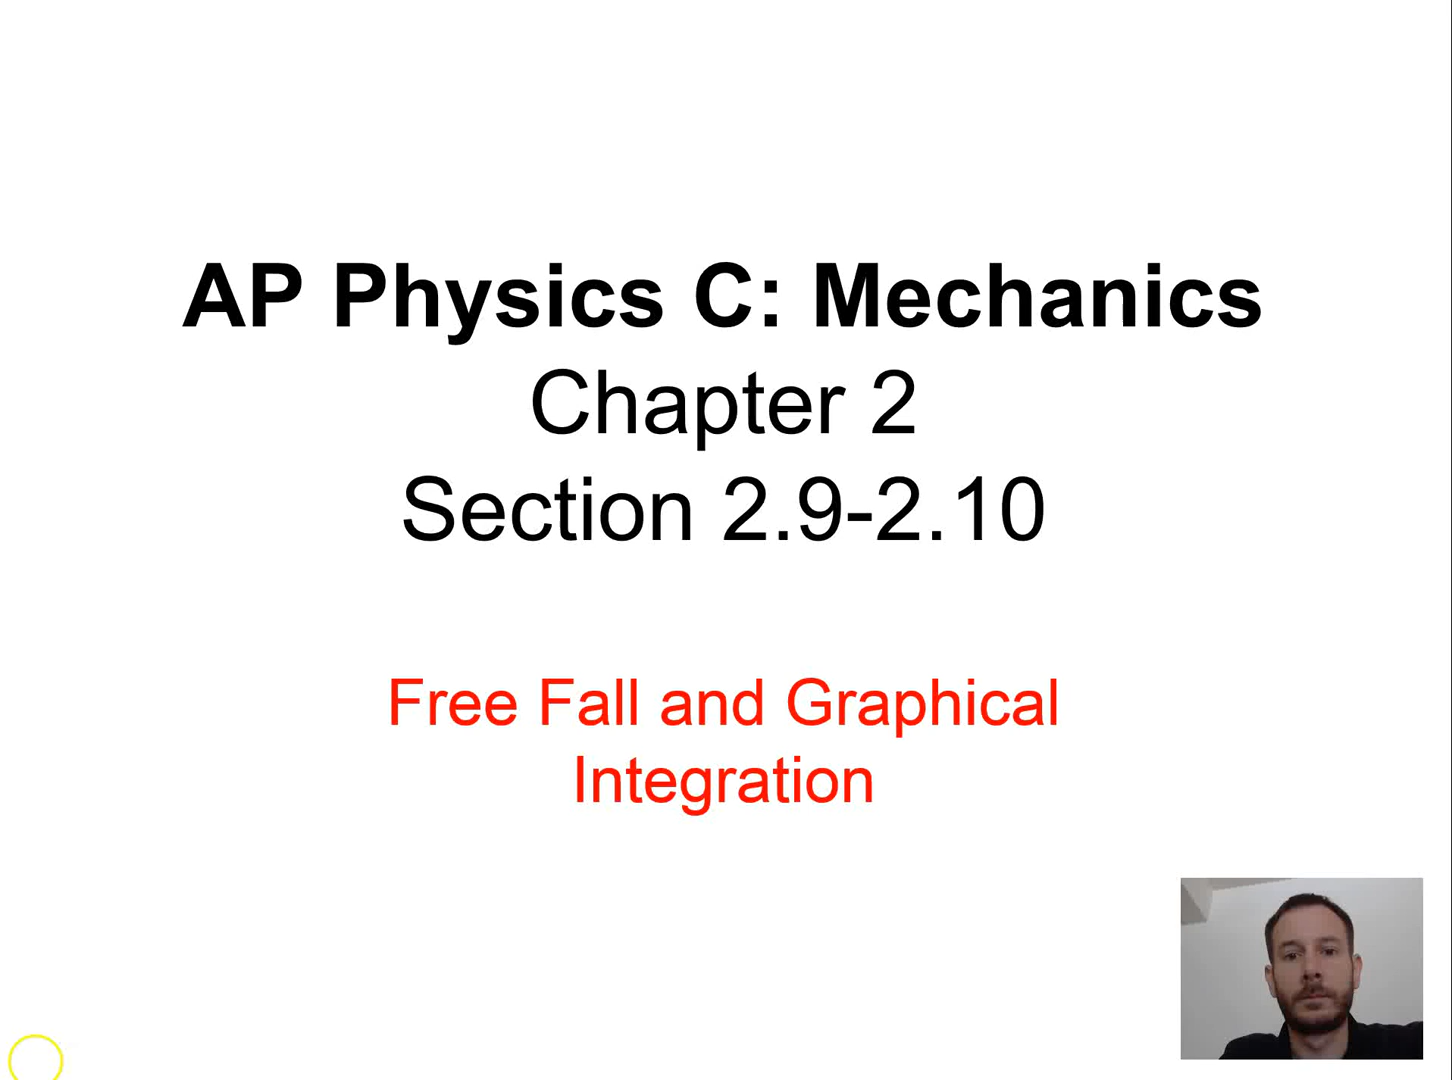 AP Physics C: Mechanics
Chapter 2
Section 2.9-2.10
Free Fall and Graphical
Integration